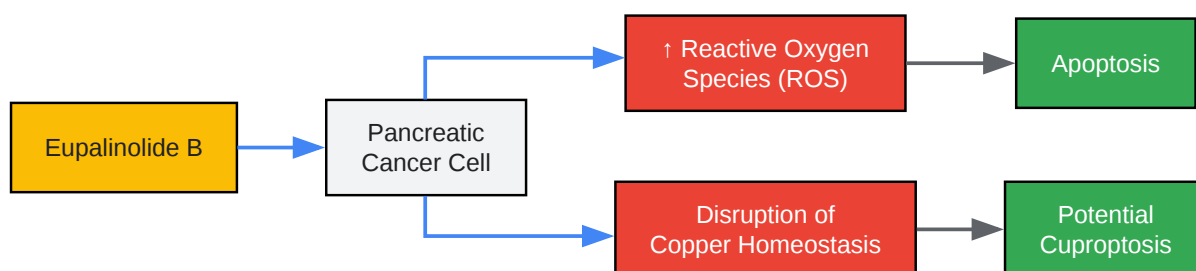 Eupalinolide B
Pancreatic
Cancer Cell
↑ Reactive Oxygen
Species (ROS)
Apoptosis
Disruption of
Copper Homeostasis
Potential
Cuproptosis